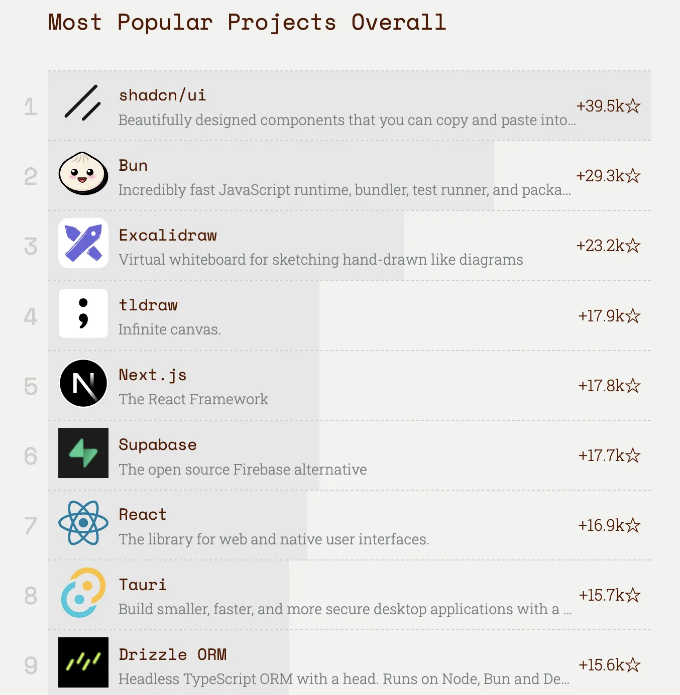 Most Popular Projects Overall
1
shadcn/ui
Beautifully designed components that you can copy and paste into...
+39.5k☆
2
Bun
Incredibly fast JavaScript runtime, bundler, test runner, and packa...
+29.3k☆
3
Excalidraw
Virtual whiteboard for sketching hand-drawn like diagrams
+23.2k☆
4
tldraw
Infinite canvas.
+17.9k☆
5
Next.js
The React Framework
+17.8k☆
6
Supabase
The open source Firebase alternative
+17.7k☆
7
React
The library for web and native user interfaces.
+16.9k☆
8
Tauri
Build smaller, faster, and more secure desktop applications with a ...
+15.7k☆
9
Drizzle ORM
Headless TypeScript ORM with a head. Runs on Node, Bun and De...
+15.6k☆